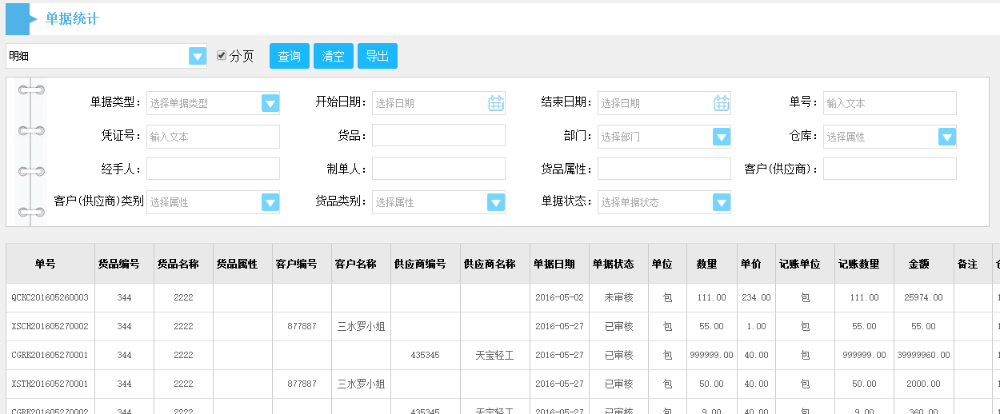 单据统计
明细 分页 查询 清空 导出
单据类型： 选择单据类型 开始日期： 选择日期 结束日期： 选择日期 单号： 输入文本
凭证号： 输入文本 货品： 部门： 选择部门 仓库： 选择属性
经手人： 制单人： 货品属性： 客户(供应商)：
客户(供应商)类别 选择属性 货品类别： 选择属性 单据状态： 选择单据状态
单号 货品编号 货品名称 货品属性 客户编号 客户名称 供应商编号 供应商名称 单据日期 单据状态 单位 数量 单价 记账单位 记账数量 金额 备注
QCKC201605260003 344 2222 2016-05-02 未审核 包 111.00 234.00 包 111.00 25974.00
XSCH201605270002 344 2222 877887 三水罗小姐 2016-05-27 已审核 包 55.00 1.00 包 55.00 55.00
CGRK201605270001 344 2222 435345 天宝轻工 2016-05-27 已审核 包 999999.00 40.00 包 999999.00 39999960.00
XSTH201605270001 344 2222 877887 三水罗小姐 2016-05-27 已审核 包 50.00 40.00 包 50.00 2000.00
CGRK201605270002 344 2222 435345 天宝轻工 2016-05-27 已审核 包 9.00 40.00 包 9.00 360.00